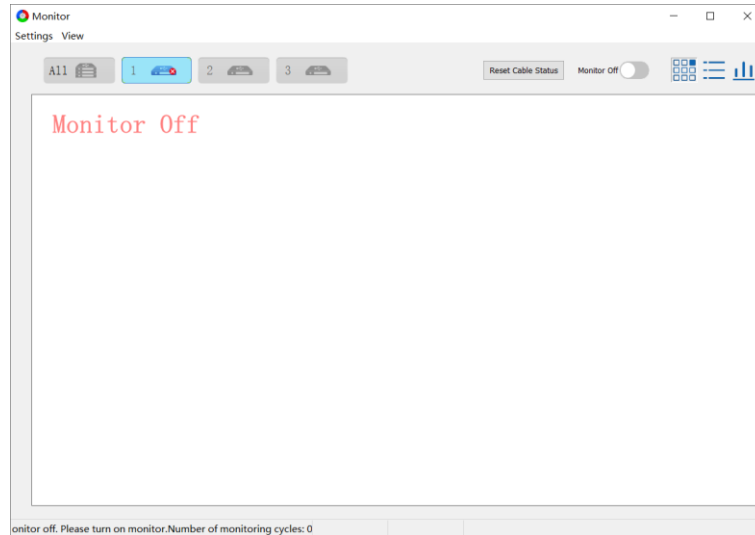 Monitor
Settings View
All 1 2 3 Reset Cable Status Monitor Off
Monitor Off
onitor off. Please turn on monitor.Number of monitoring cycles: 0